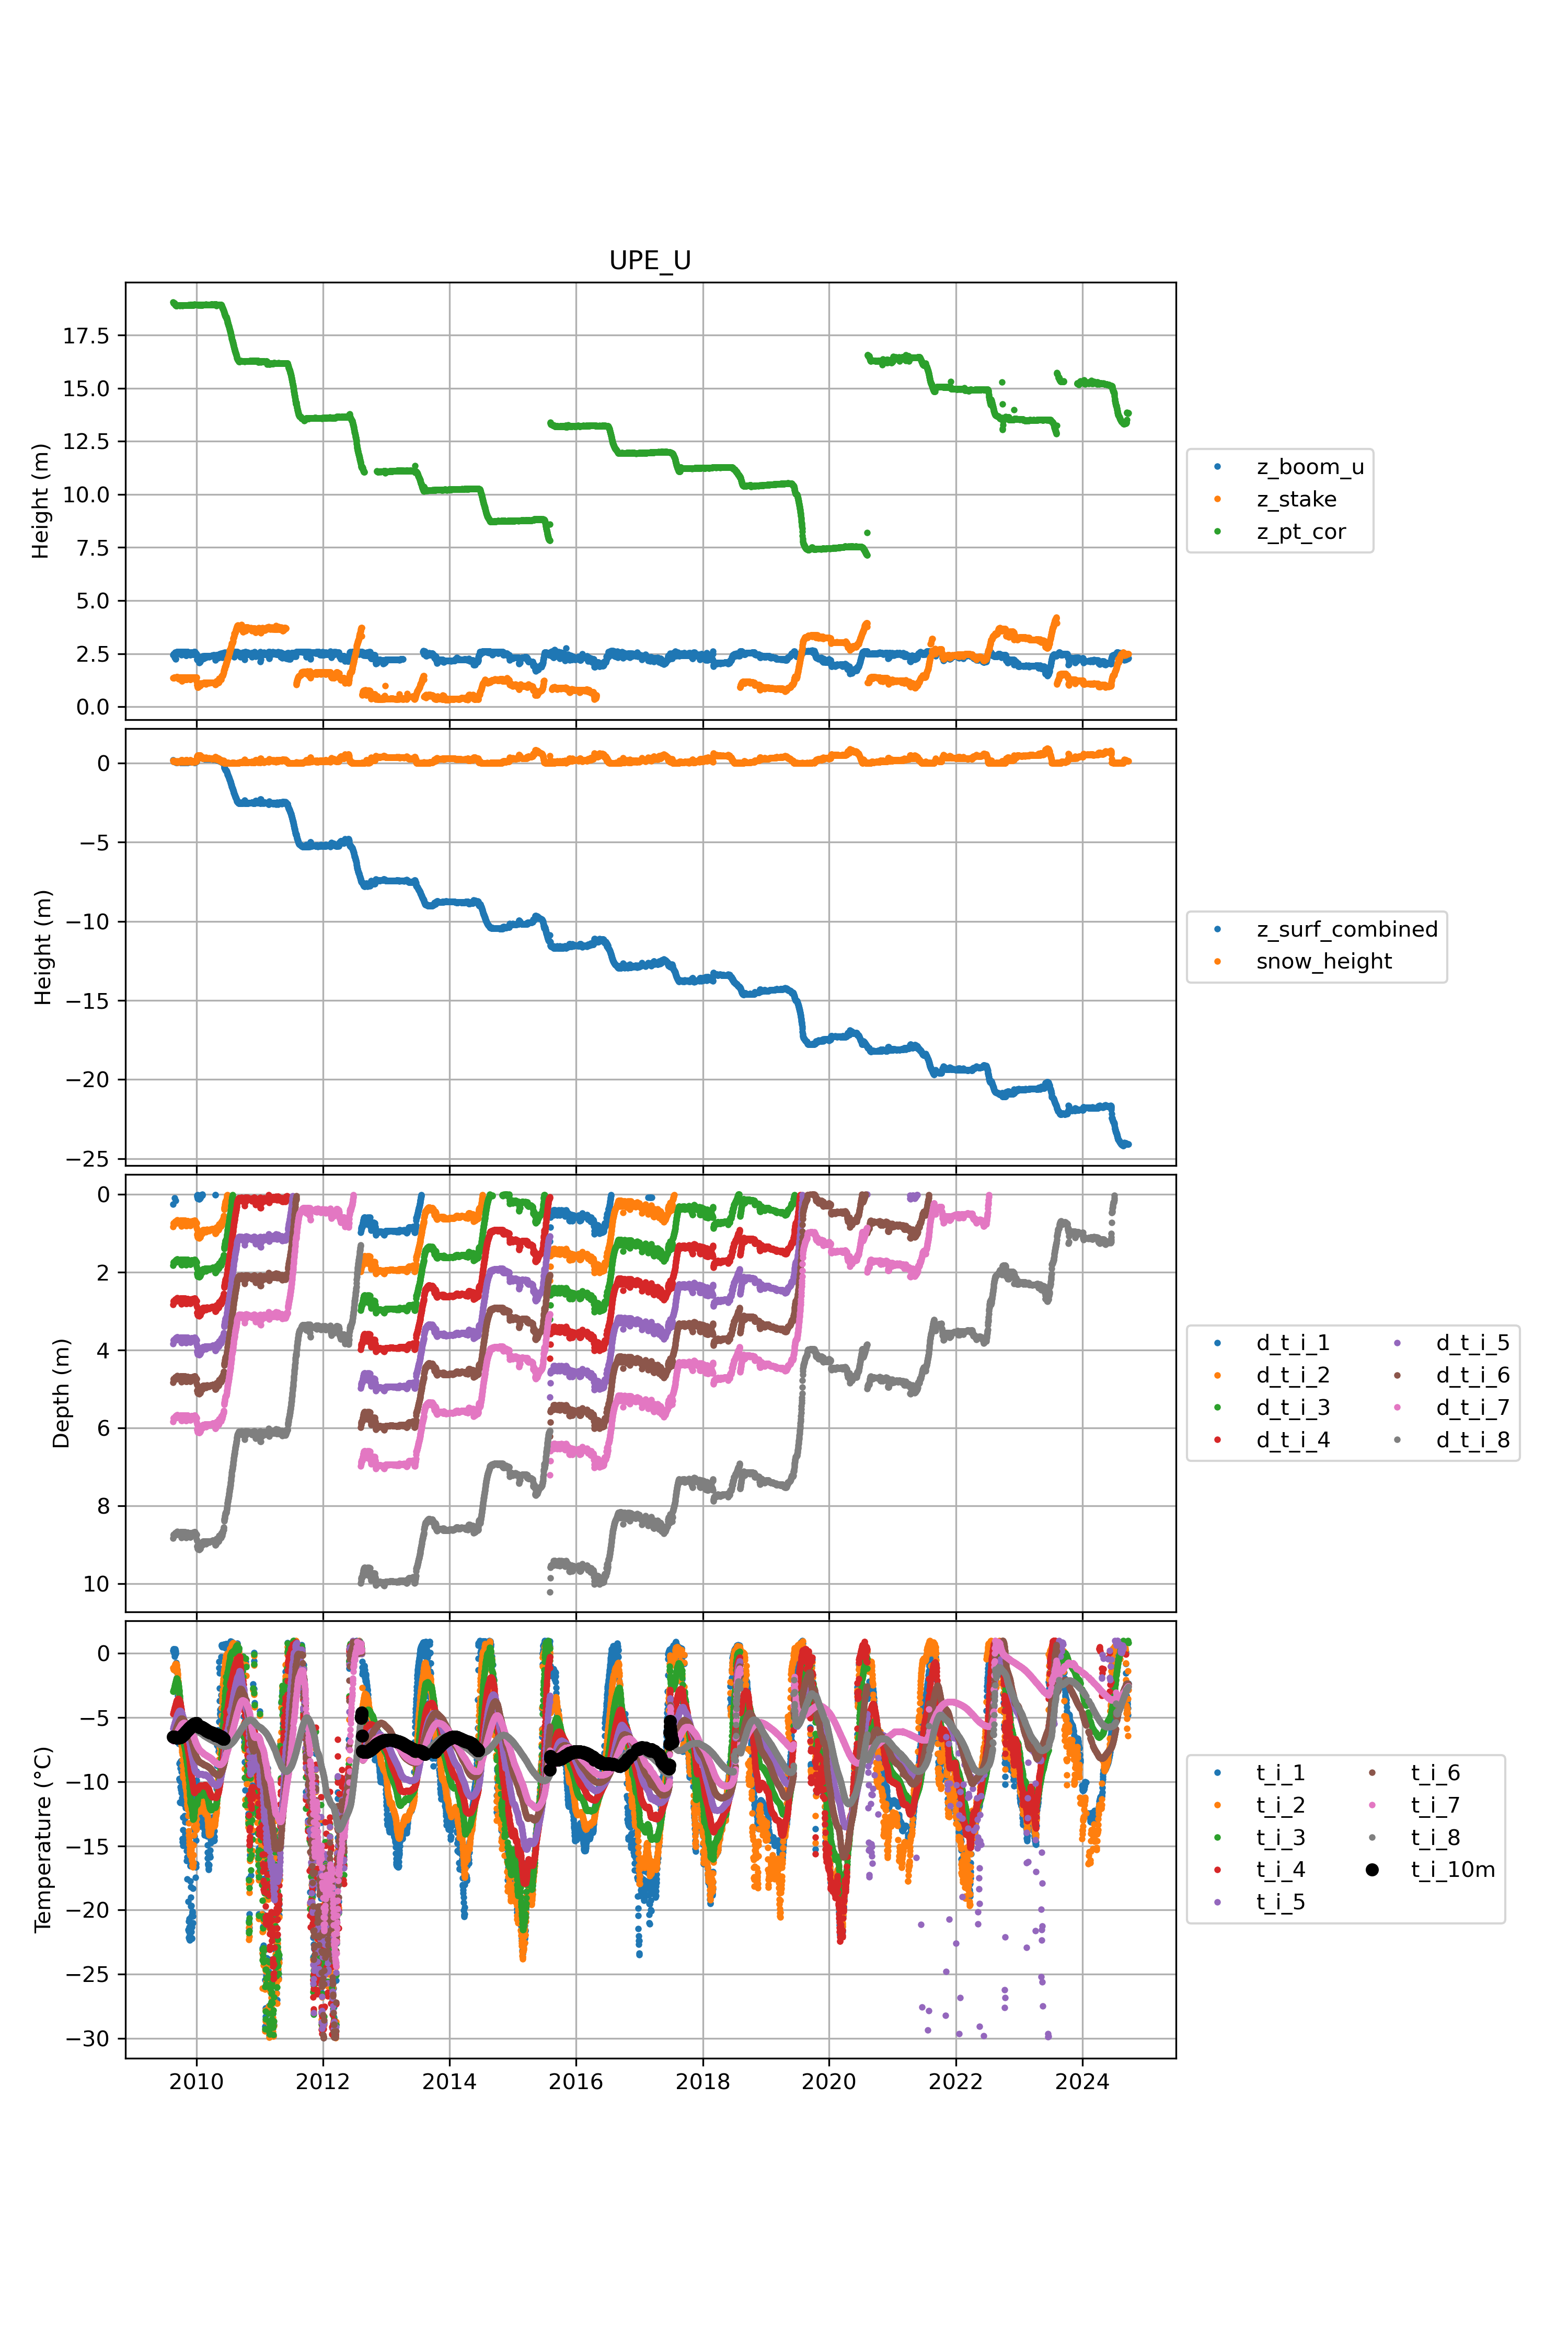 UPE_U
Height (m)
17.5
15.0
12.5
10.0
7.5
5.0
2.5
0.0
z_boom_u
z_stake
z_pt_cor
Height (m)
0
−5
−10
−15
−20
−25
z_surf_combined
snow_height
Depth (m)
0
2
4
6
8
10
d_t_i_1
d_t_i_2
d_t_i_3
d_t_i_4
d_t_i_5
d_t_i_6
d_t_i_7
d_t_i_8
Temperature (°C)
0
−5
−10
−15
−20
−25
−30
t_i_1
t_i_2
t_i_3
t_i_4
t_i_5
t_i_6
t_i_7
t_i_8
t_i_10m
2010 2012 2014 2016 2018 2020 2022 2024